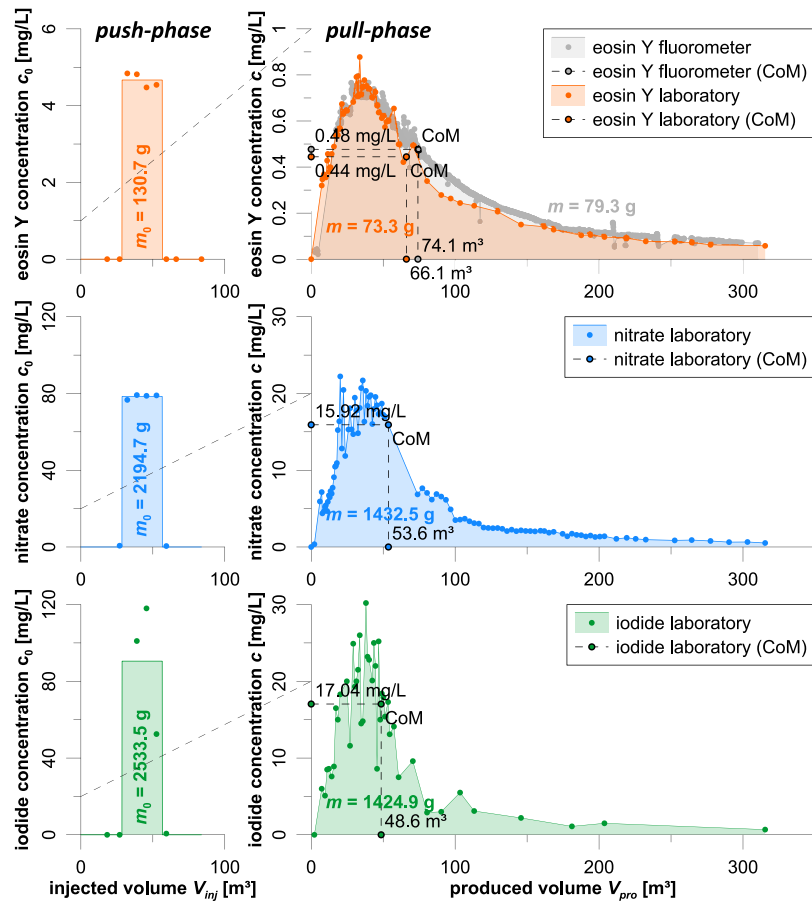 push-phase
pull-phase
eosin Y concentration c0 [mg/L]
6
4
2
0
m0 = 130.7 g
0
100
eosin Y concentration c [mg/L]
1
0.8
0.6
0.4
0.2
0
eosin Y fluorometer
eosin Y fluorometer (CoM)
eosin Y laboratory
eosin Y laboratory (CoM)
0.48 mg/L
CoM
0.44 mg/L
CoM
m = 79.3 g
m = 73.3 g
74.1 m³
66.1 m³
0
100
200
300
nitrate concentration c0 [mg/L]
120
80
40
0
m0 = 2194.7 g
0
100
nitrate concentration c [mg/L]
30
20
10
0
nitrate laboratory
nitrate laboratory (CoM)
15.92 mg/L
CoM
m = 1432.5 g
53.6 m³
0
100
200
300
iodide concentration c0 [mg/L]
120
80
40
0
m0 = 2533.5 g
0
100
injected volume Vinj [m³]
iodide concentration c [mg/L]
30
20
10
0
iodide laboratory
iodide laboratory (CoM)
17.04 mg/L
CoM
m = 1424.9 g
48.6 m³
0
100
200
300
produced volume Vpro [m³]